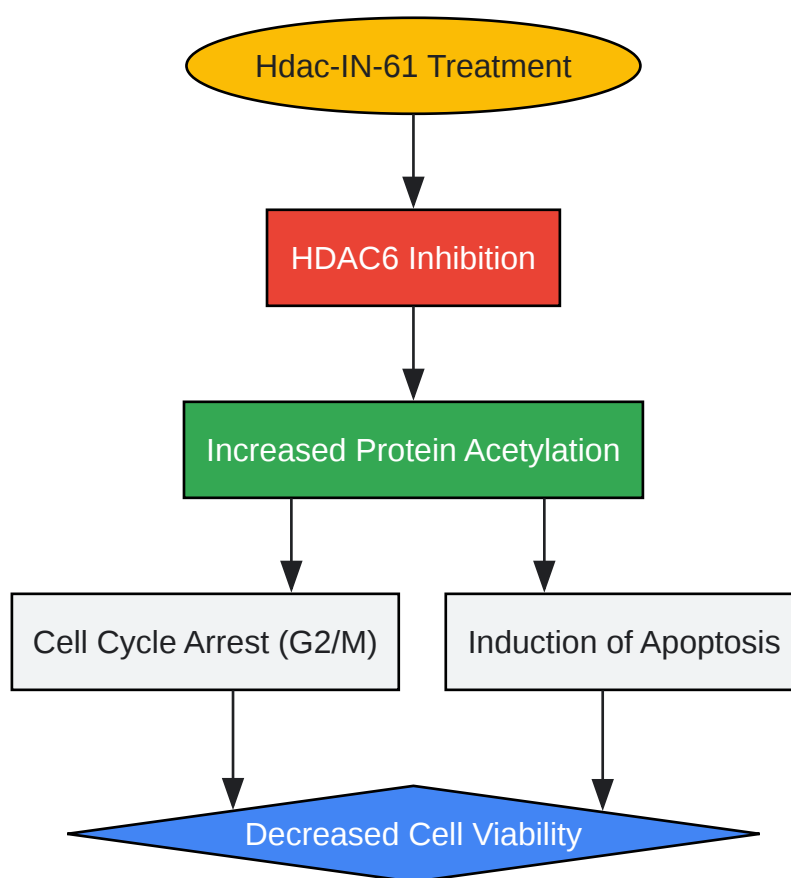 Hdac-IN-61 Treatment
HDAC6 Inhibition
Increased Protein Acetylation
Cell Cycle Arrest (G2/M)
Induction of Apoptosis
Decreased Cell Viability